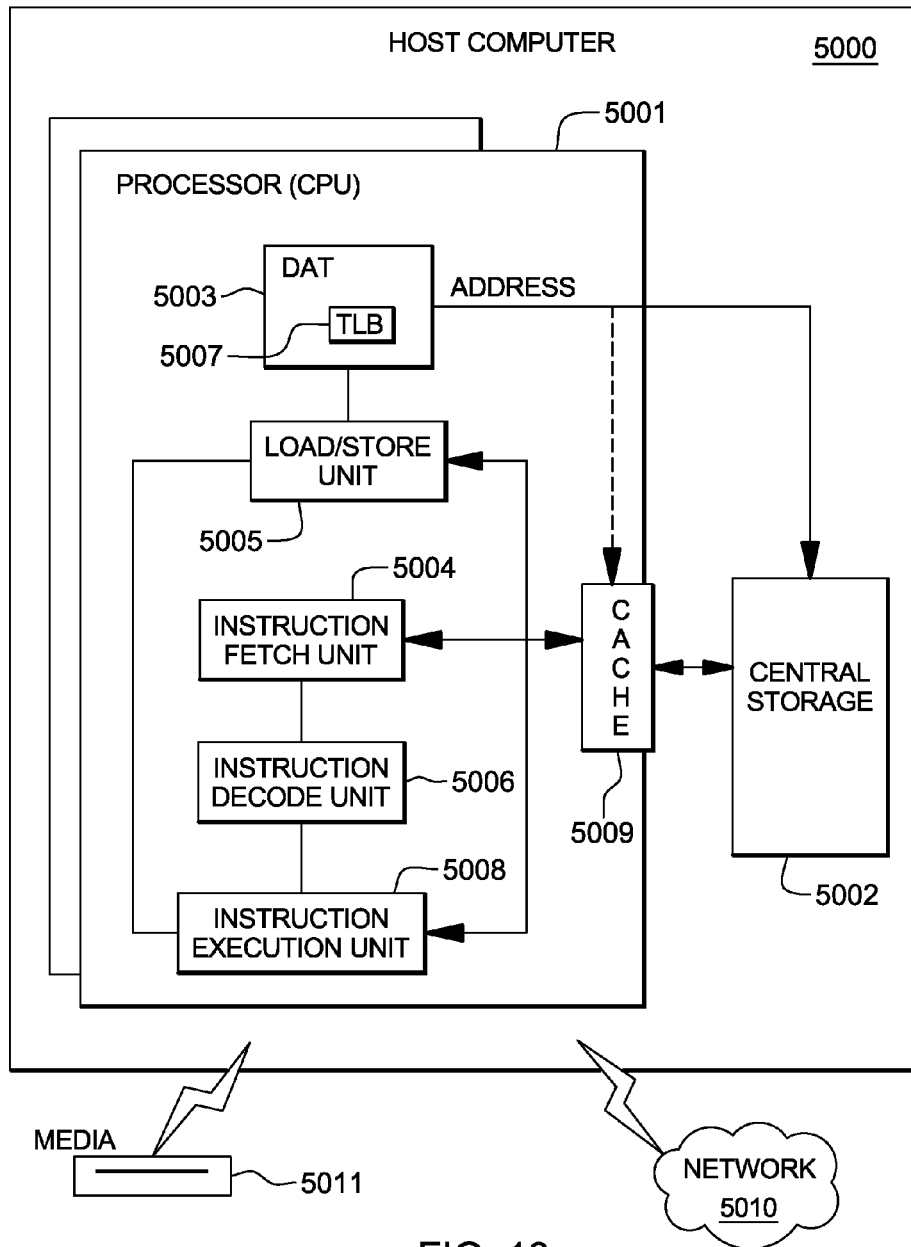 HOST COMPUTER
5000
5001
PROCESSOR (CPU)
DAT
5003
TLB
5007
ADDRESS
LOAD/STORE
UNIT
5005
5004
INSTRUCTION
FETCH UNIT
CACHE
CENTRAL
STORAGE
INSTRUCTION
DECODE UNIT
5006
5009
5008
5002
INSTRUCTION
EXECUTION UNIT
MEDIA
5011
NETWORK
5010